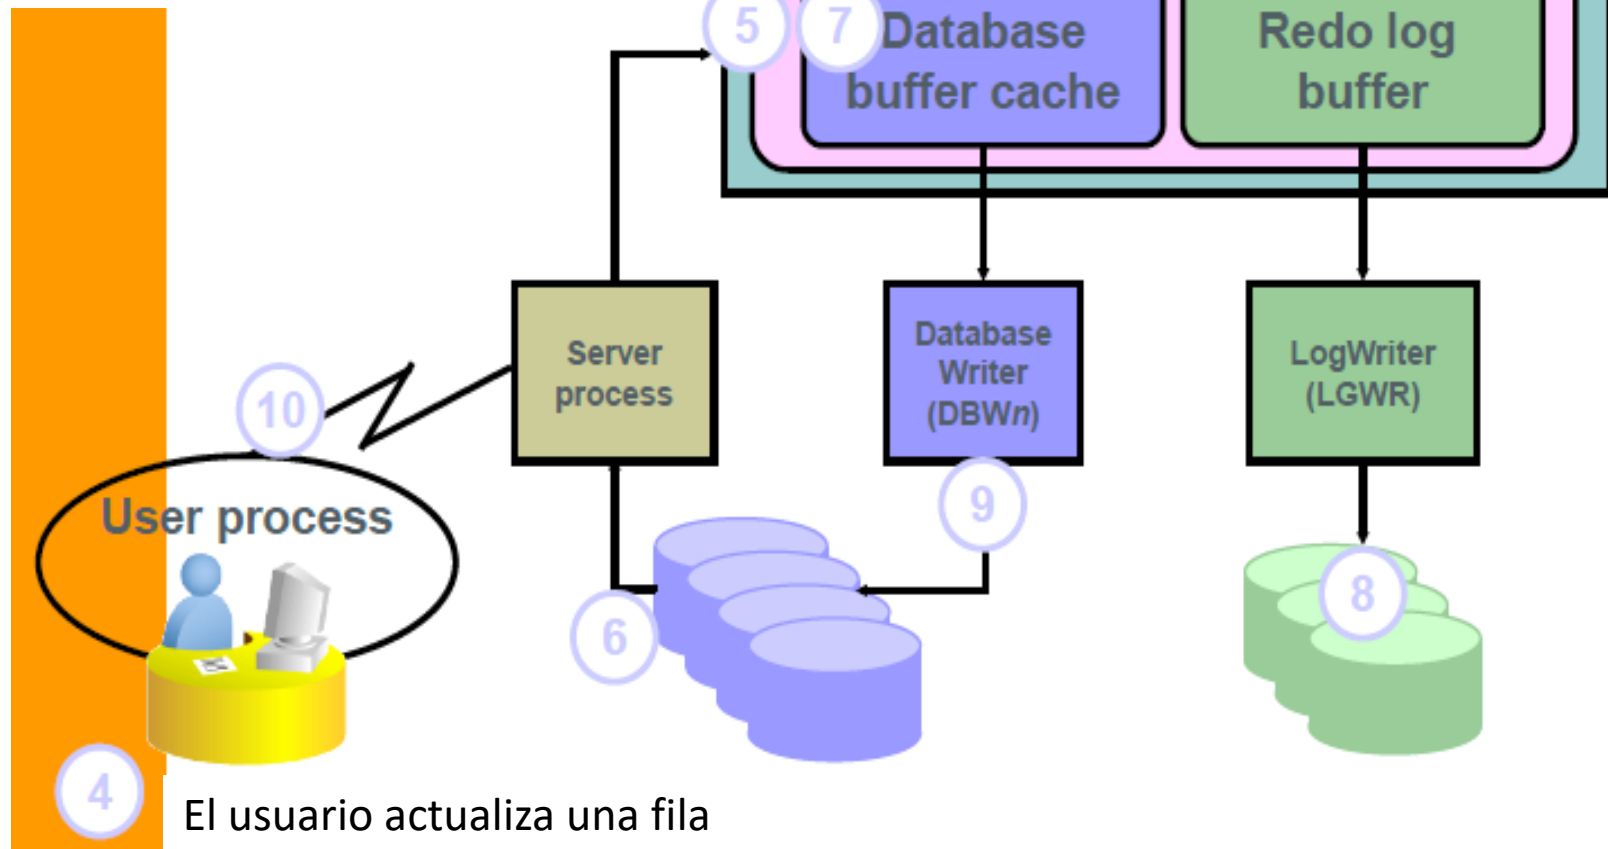 5
7
Database
buffer cache
Redo log
buffer
Server
process
Database
Writer
(DBWn)
LogWriter
(LGWR)
10
User process
9
8
6
4
El usuario actualiza una fila